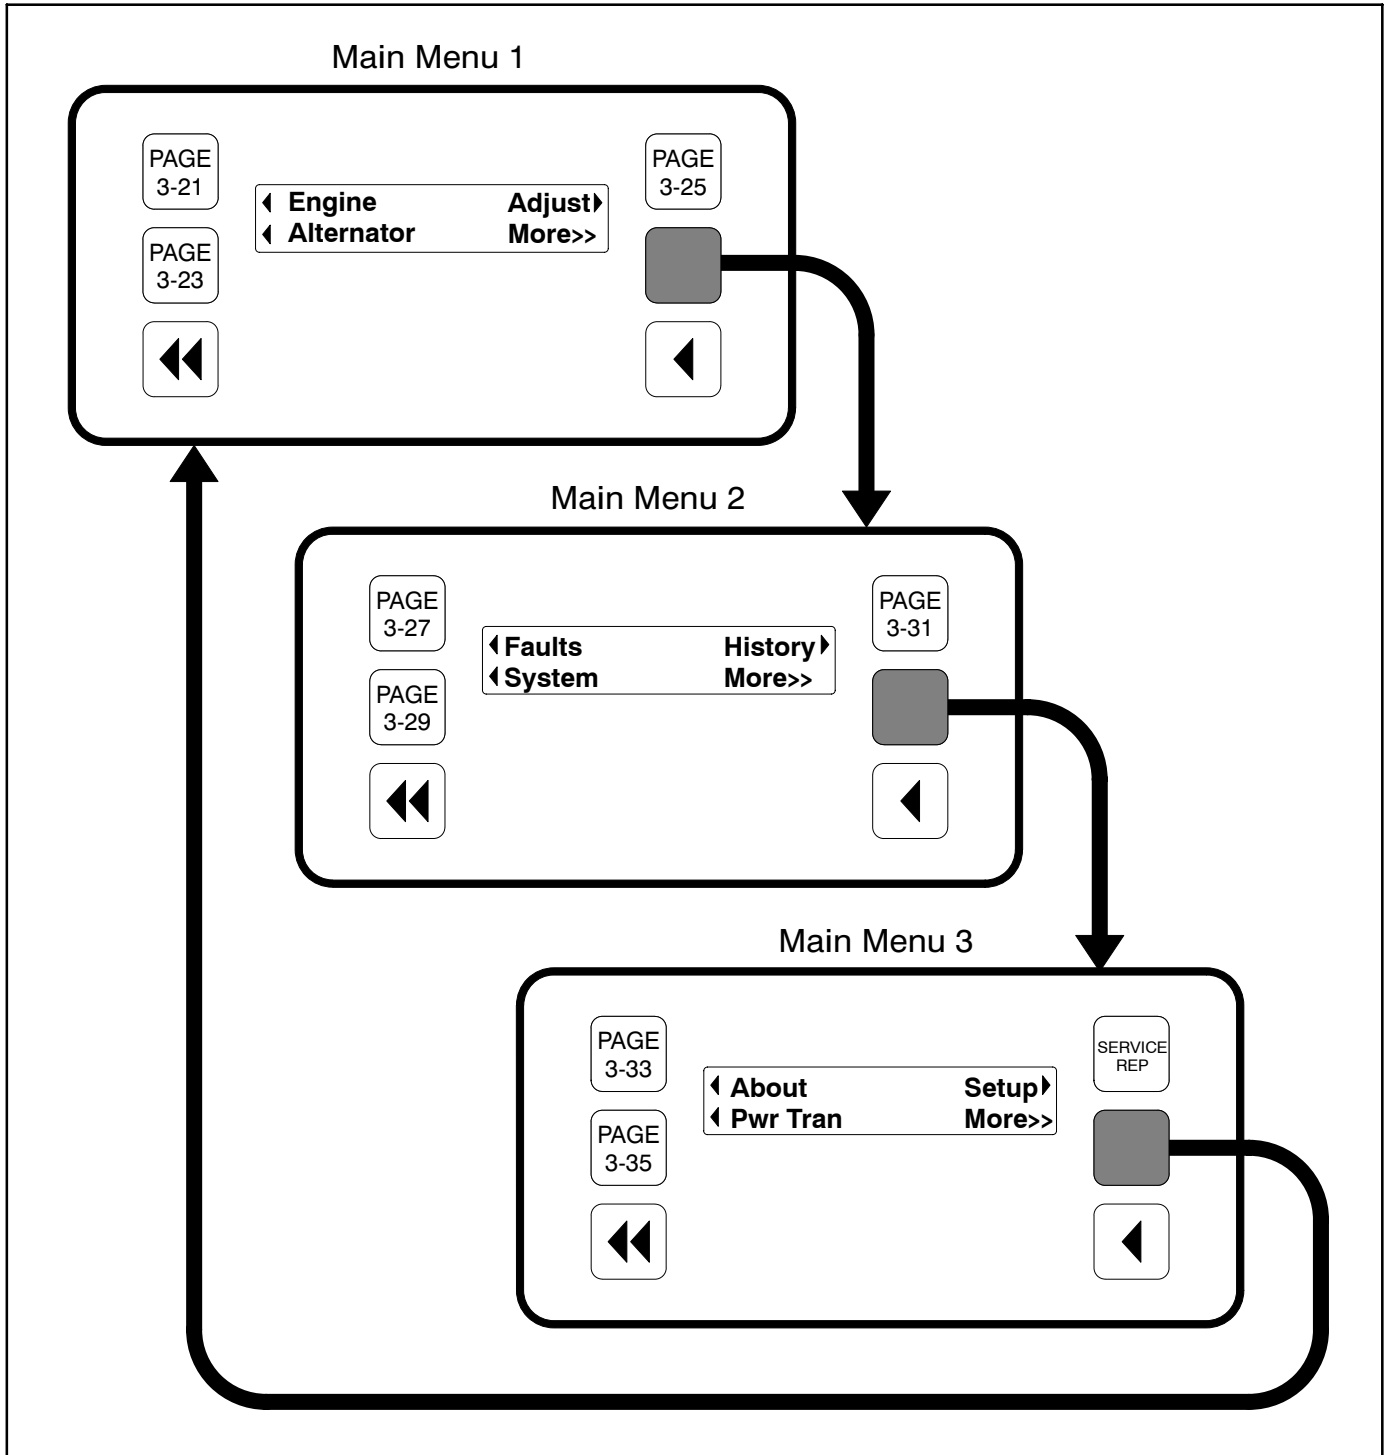 Main Menu 1
PAGE
3-21
PAGE
3-25
Engine Adjust
Alternator More>>
PAGE
3-23
Main Menu 2
PAGE
3-27
PAGE
3-31
Faults History
System More>>
PAGE
3-29
Main Menu 3
PAGE
3-33
SERVICE
REP
About Setup
Pwr Tran More>>
PAGE
3-35